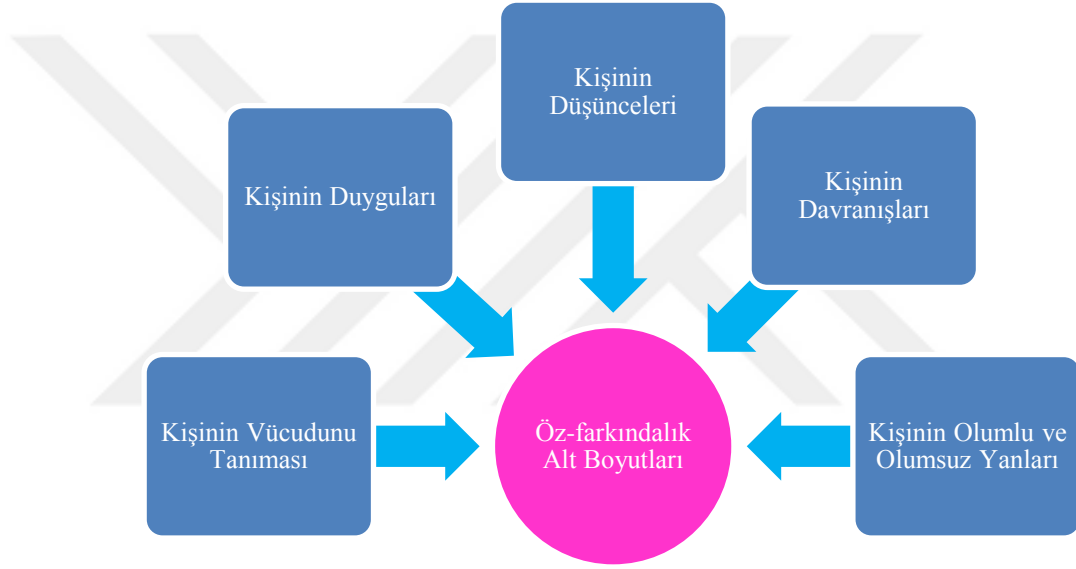 Kişinin
Düşünceleri
Kişinin Duyguları
Kişinin
Davranışları
Kişinin Vücudunu
Tanıması
Öz-farkındalık
Alt Boyutları
Kişinin Olumlu ve
Olumsuz Yanları